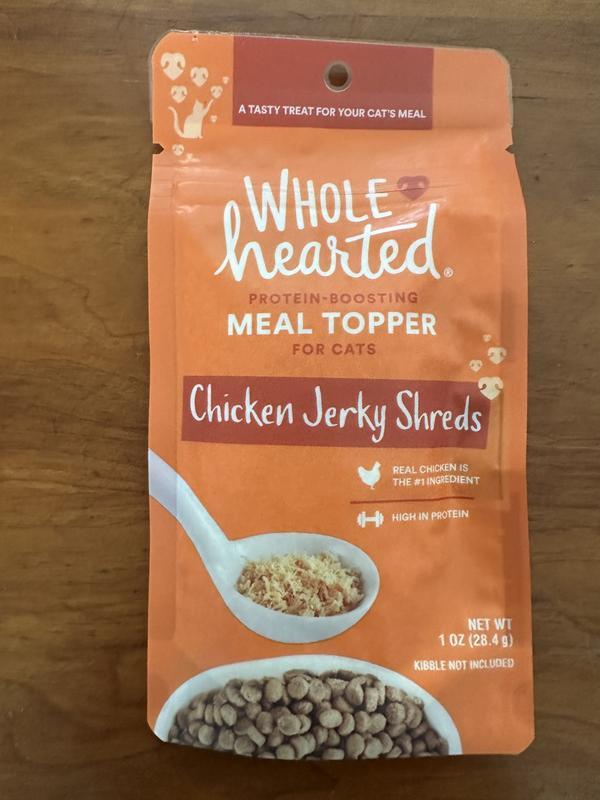 A TASTY TREAT FOR YOUR CAT'S MEAL
WHOLE
hearted®
PROTEIN-BOOSTING
MEAL TOPPER
FOR CATS
Chicken Jerky Shreds
REAL CHICKEN IS
THE #1 INGREDIENT
HIGH IN PROTEIN
NET WT
1 OZ (28.4 g)
KIBBLE NOT INCLUDED